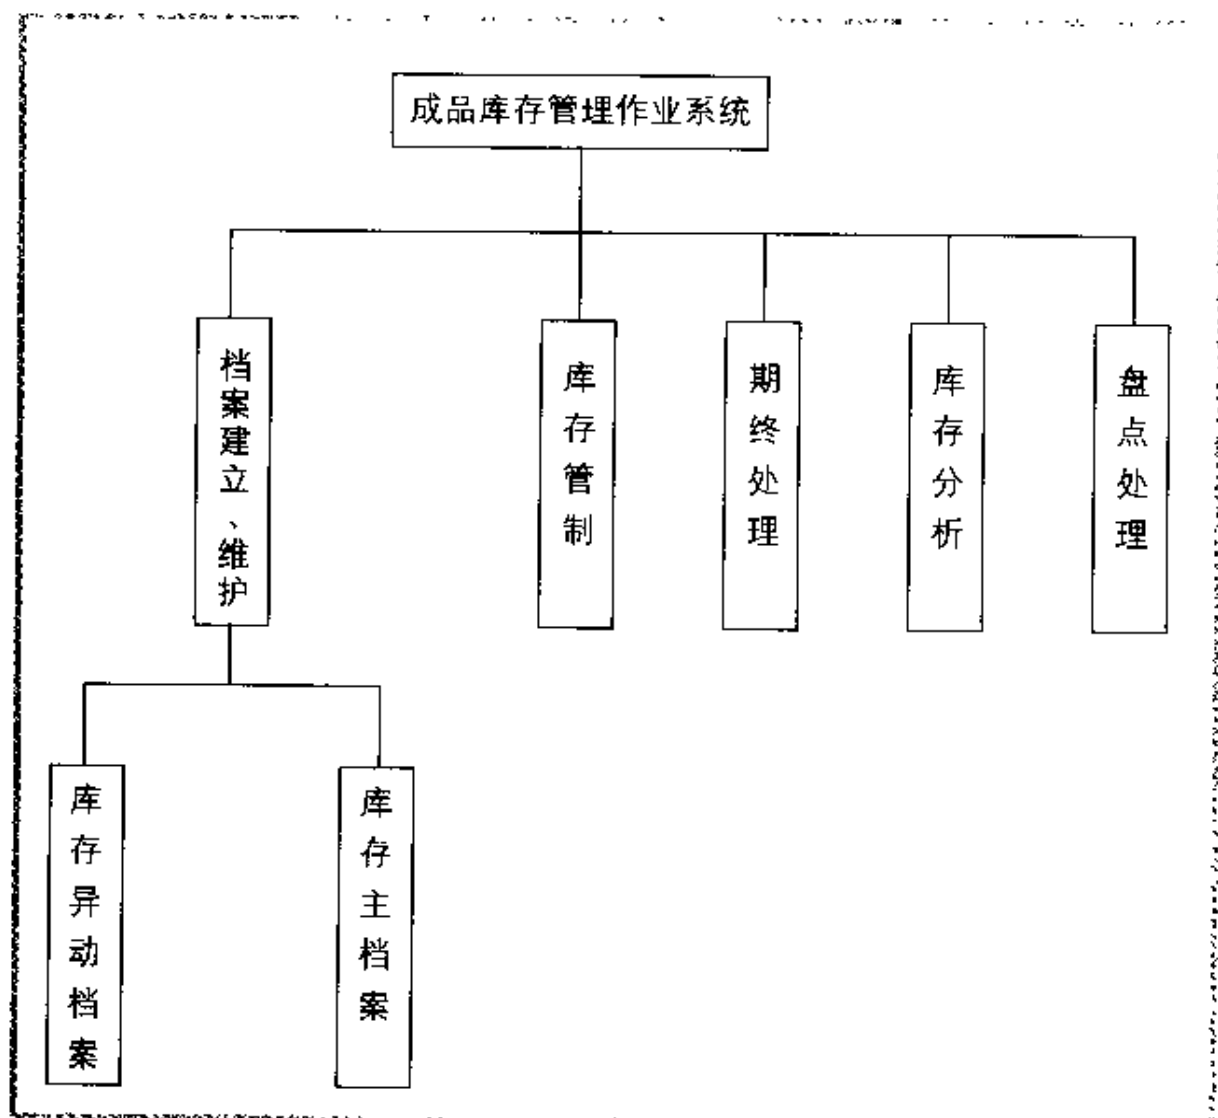 成品库存管理作业系统
档案建立、维护
库存管制
期终处理
库存分析
盘点处理
库存异动档案
库存主档案